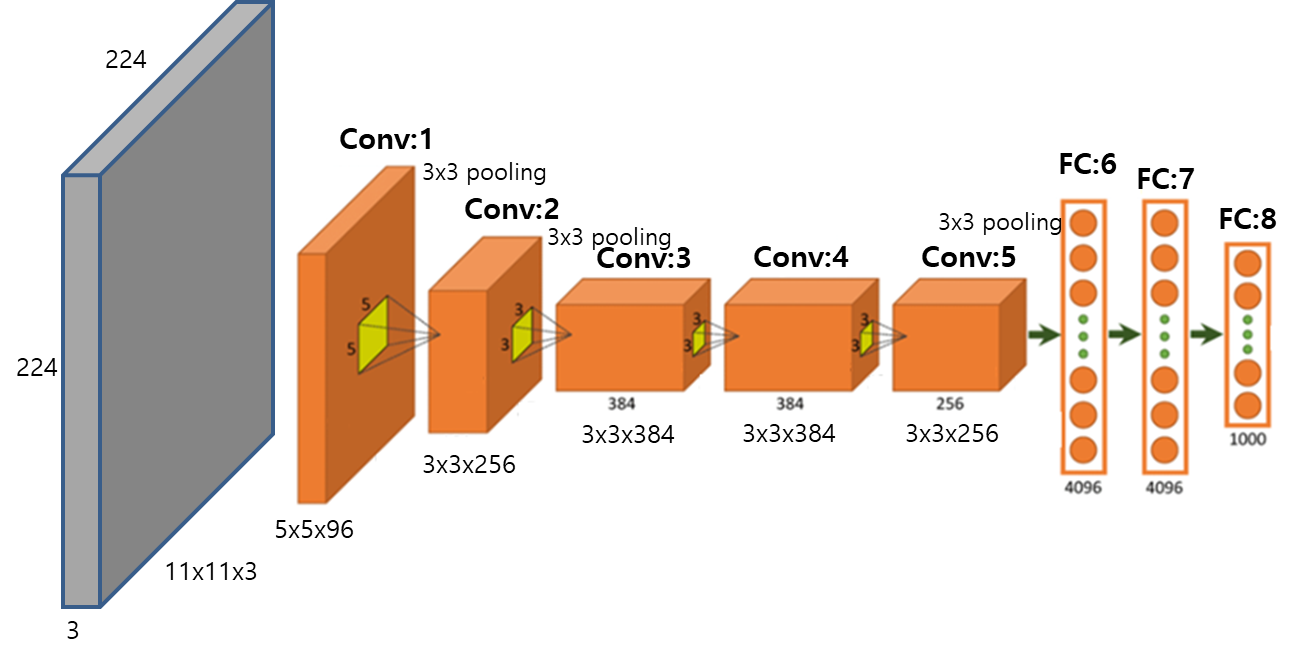 224
224
3
11x11x3
Conv:1
3x3 pooling
5
5
5x5x96
Conv:2
3x3 pooling
3
3
3x3x256
Conv:3
3
3
384
3x3x384
Conv:4
3
3
384
3x3x384
Conv:5
3x3 pooling
256
3x3x256
FC:6
4096
FC:7
4096
FC:8
1000